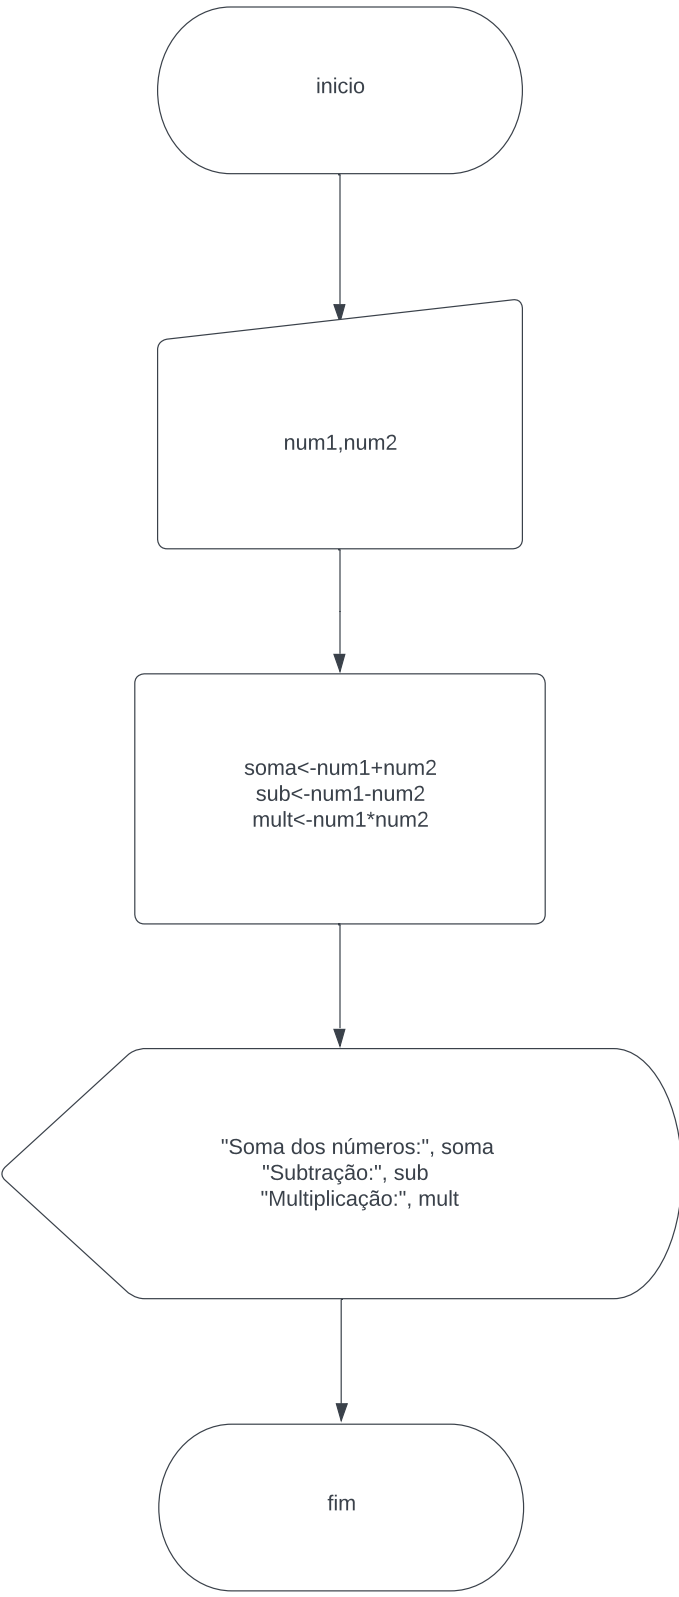 inicio
num1,num2
soma<-num1+num2
sub<-num1-num2
mult<-num1*num2
"Soma dos números:", soma
"Subtração:", sub
"Multiplicação:", mult
fim